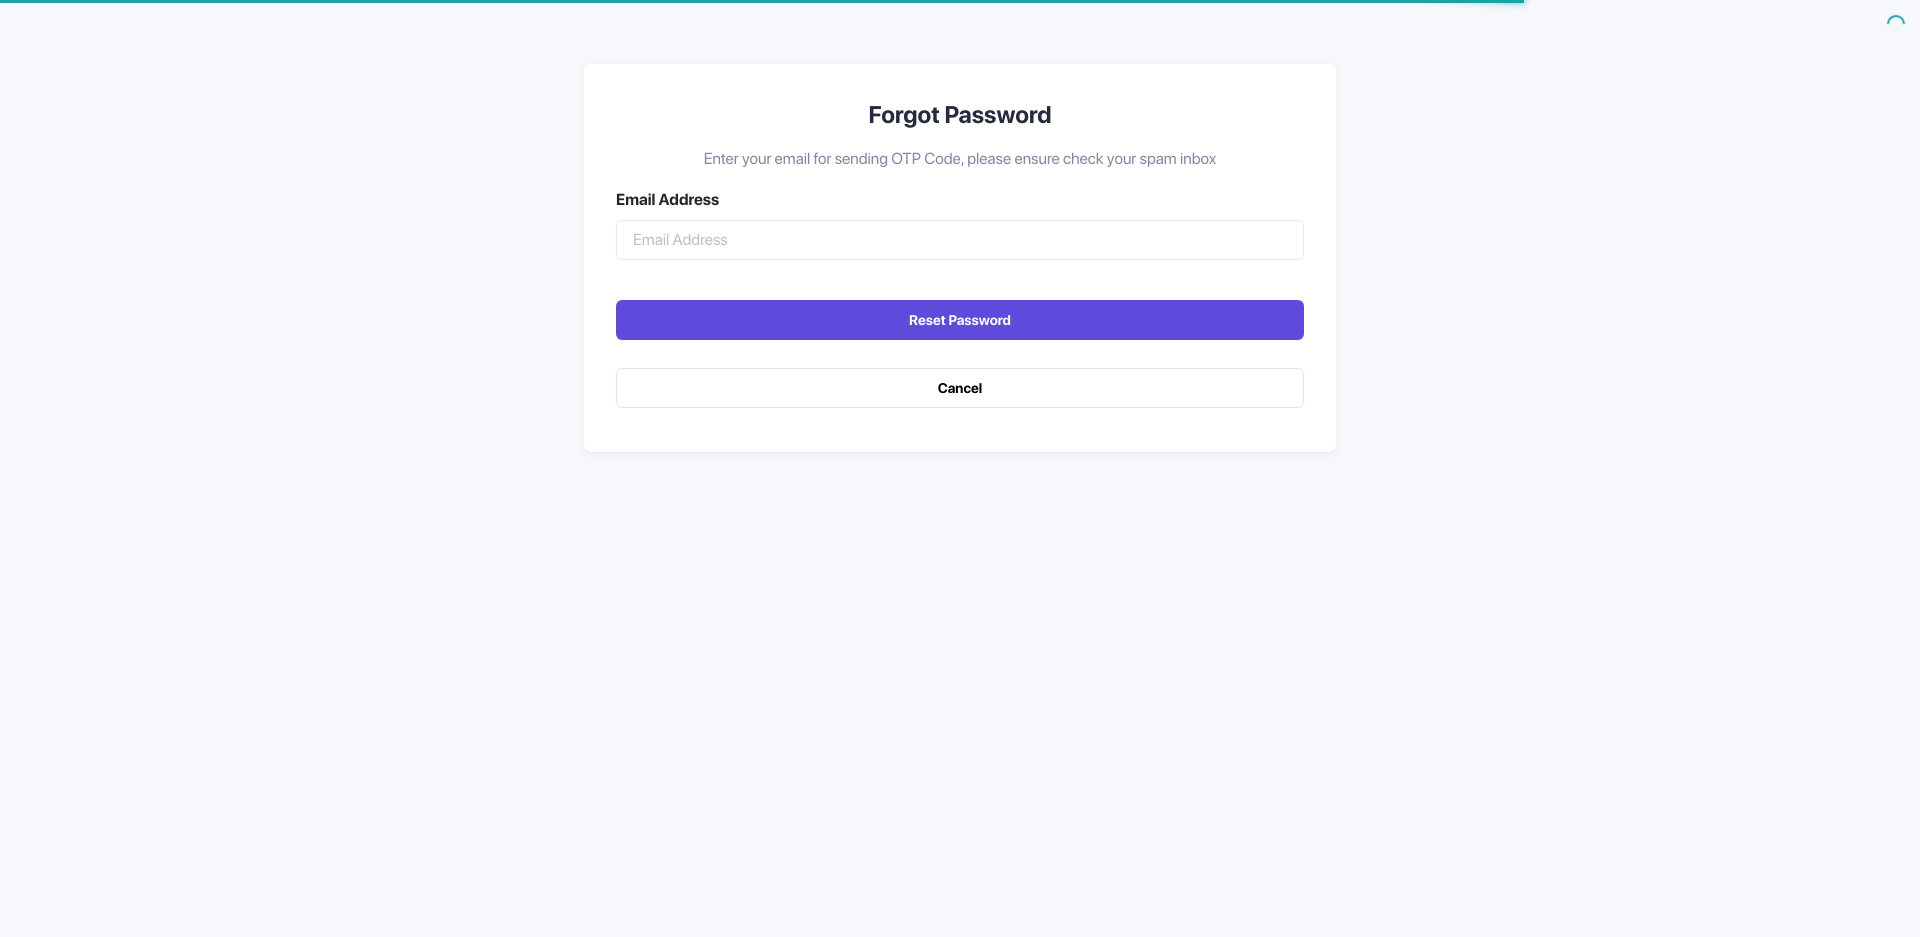 Forgot Password
Enter your email for sending OTP Code, please ensure check your spam inbox
Email Address
Email Address
Reset Password
Cancel